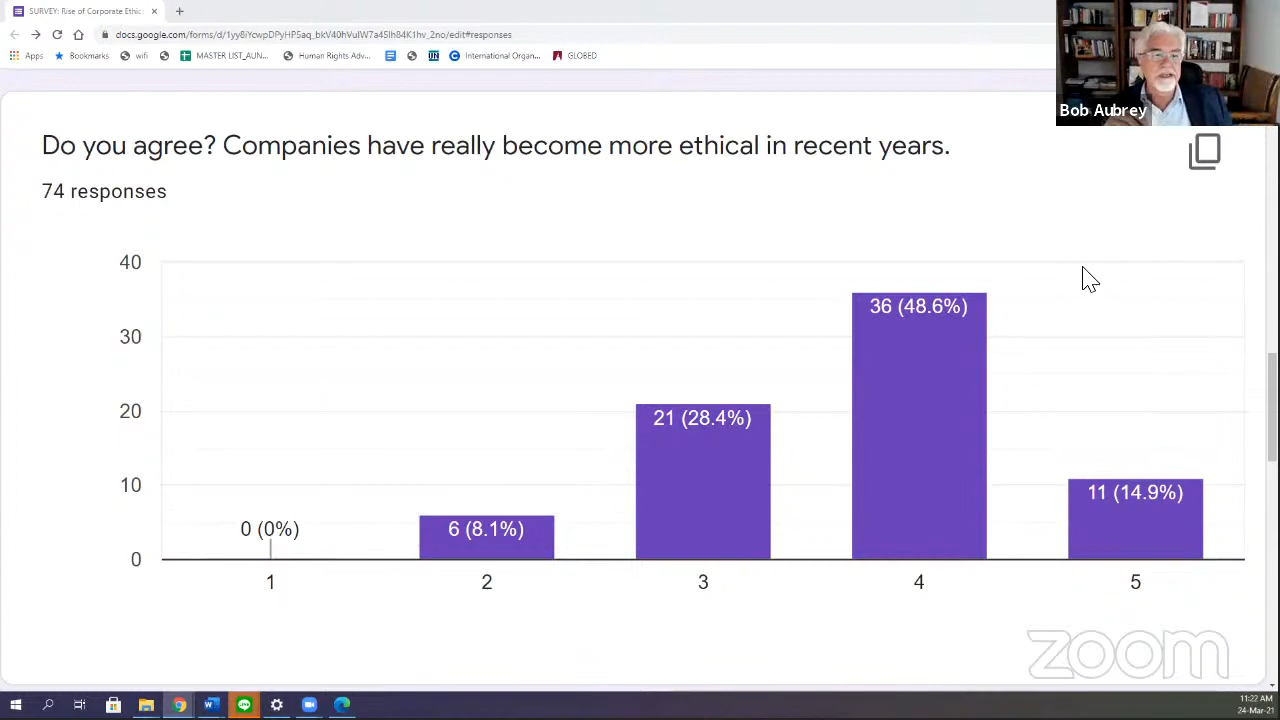 SURVEY: Rise of Corporate Ethic
docs.google.com/forms/d/
/edit#responses
Apps
Bookmarks
wifi
MASTER LIST_AUN...
Human Rights Adv...
International Organ...
GLOBED
Bob Aubrey
Do you agree? Companies have really become more ethical in recent years.
74 responses
40
30
20
10
0
0 (0%)
6 (8.1%)
21 (28.4%)
36 (48.6%)
11 (14.9%)
1
2
3
4
5
zoom
11:22 AM
24-Mar-21